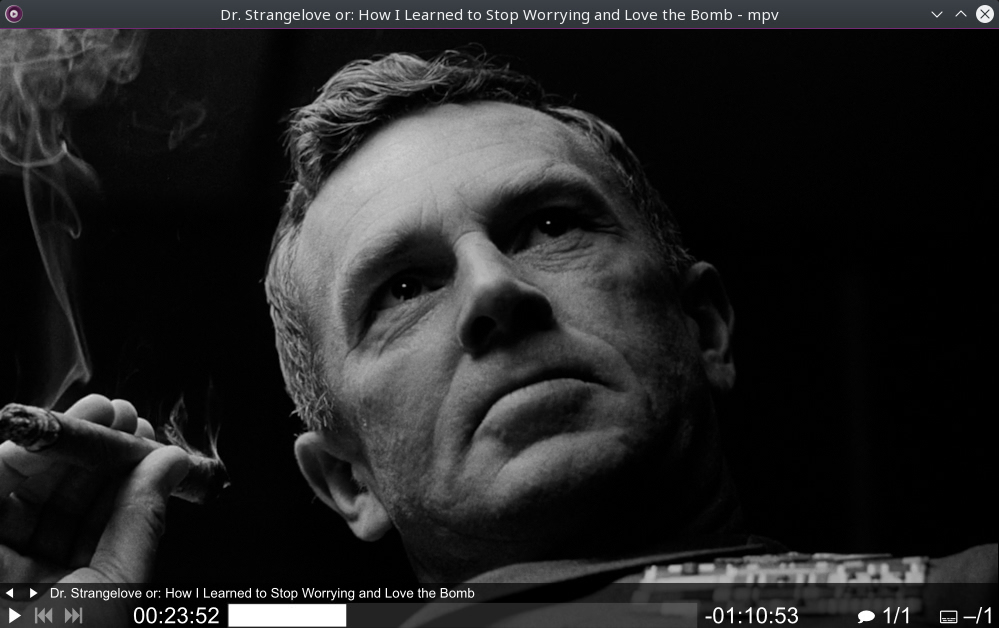 Dr. Strangelove or: How I Learned to Stop Worrying and Love the Bomb - mpv
Dr. Strangelove or: How I Learned to Stop Worrying and Love the Bomb
00:23:52 -01:10:53 1/1 –/1